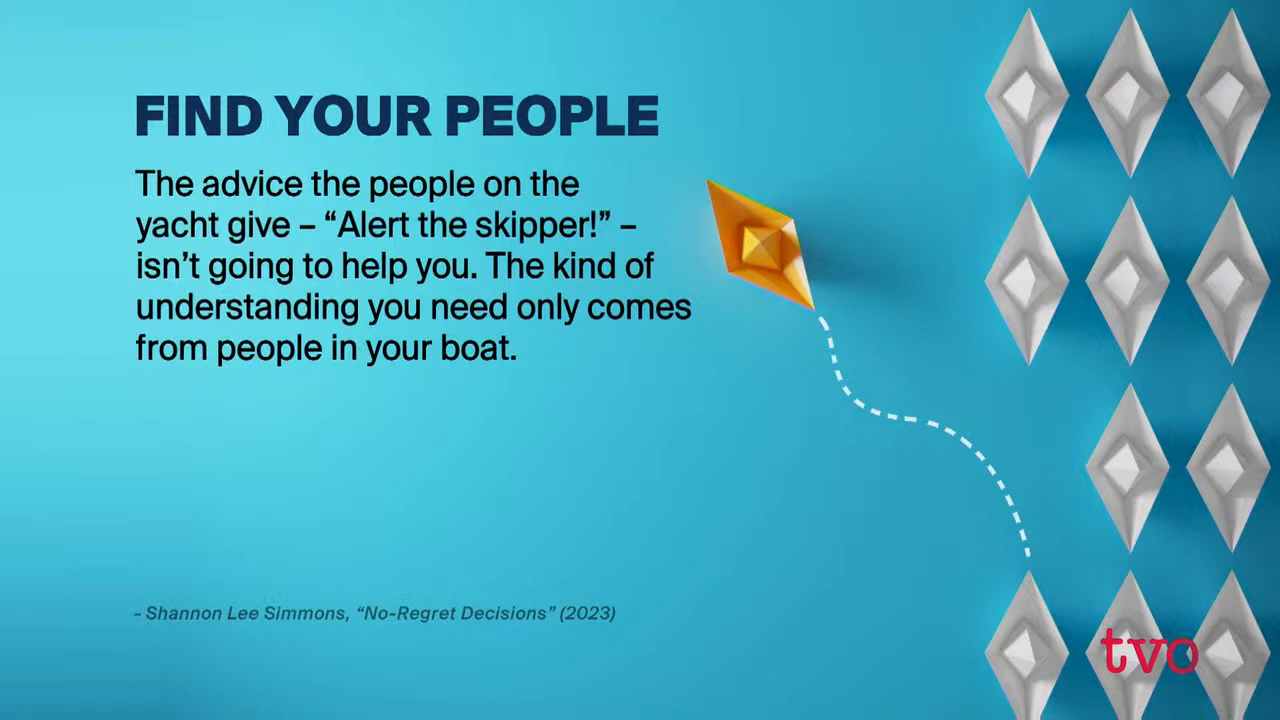 FIND YOUR PEOPLE
The advice the people on the
yacht give – “Alert the skipper!” –
isn’t going to help you. The kind of
understanding you need only comes
from people in your boat.
– Shannon Lee Simmons, “No-Regret Decisions” (2023)
tvo